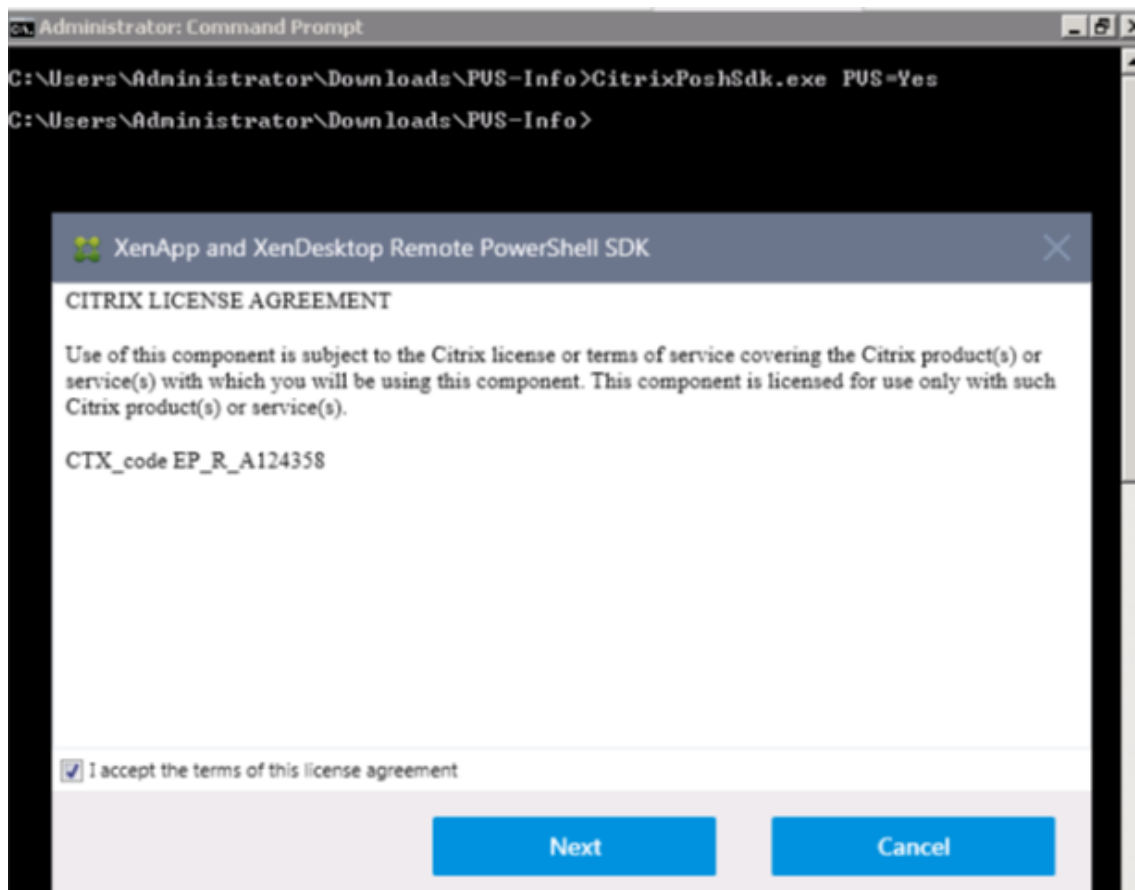 Administrator: Command Prompt
C:\Users\Administrator\Downloads\PVS-Info>CitrixPoshSdk.exe PVS=Yes
C:\Users\Administrator\Downloads\PVS-Info>
XenApp and XenDesktop Remote PowerShell SDK
CITRIX LICENSE AGREEMENT
Use of this component is subject to the Citrix license or terms of service covering the Citrix product(s) or
service(s) with which you will be using this component. This component is licensed for use only with such
Citrix product(s) or service(s).
CTX_code EP_R_A124358
I accept the terms of this license agreement
Next Cancel